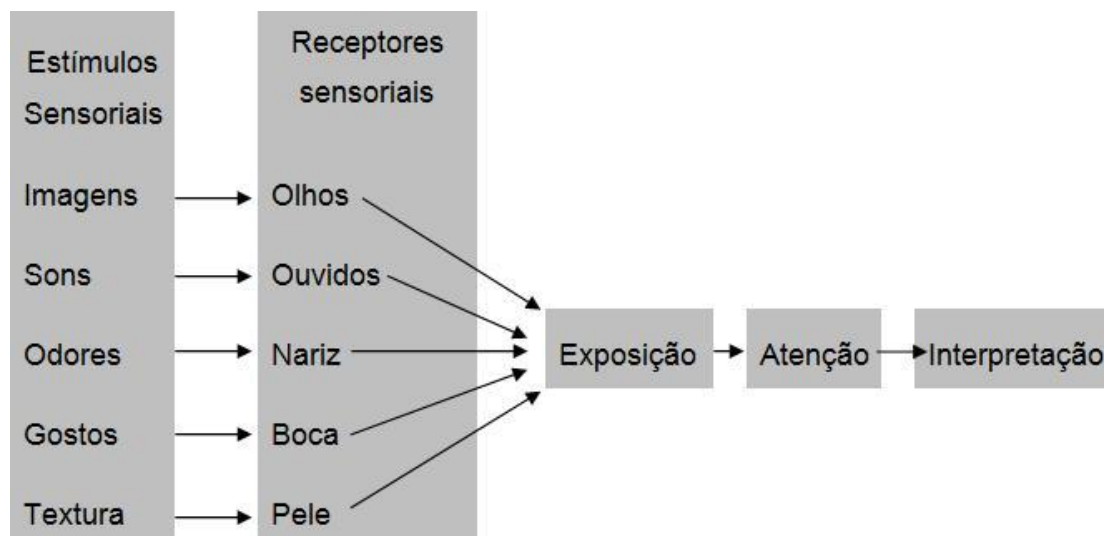 Estímulos
Sensoriais
Receptores
sensoriais
Imagens
Olhos
Sons
Ouvidos
Odores
Nariz
Gostos
Boca
Textura
Pele
Exposição
Atenção
Interpretação